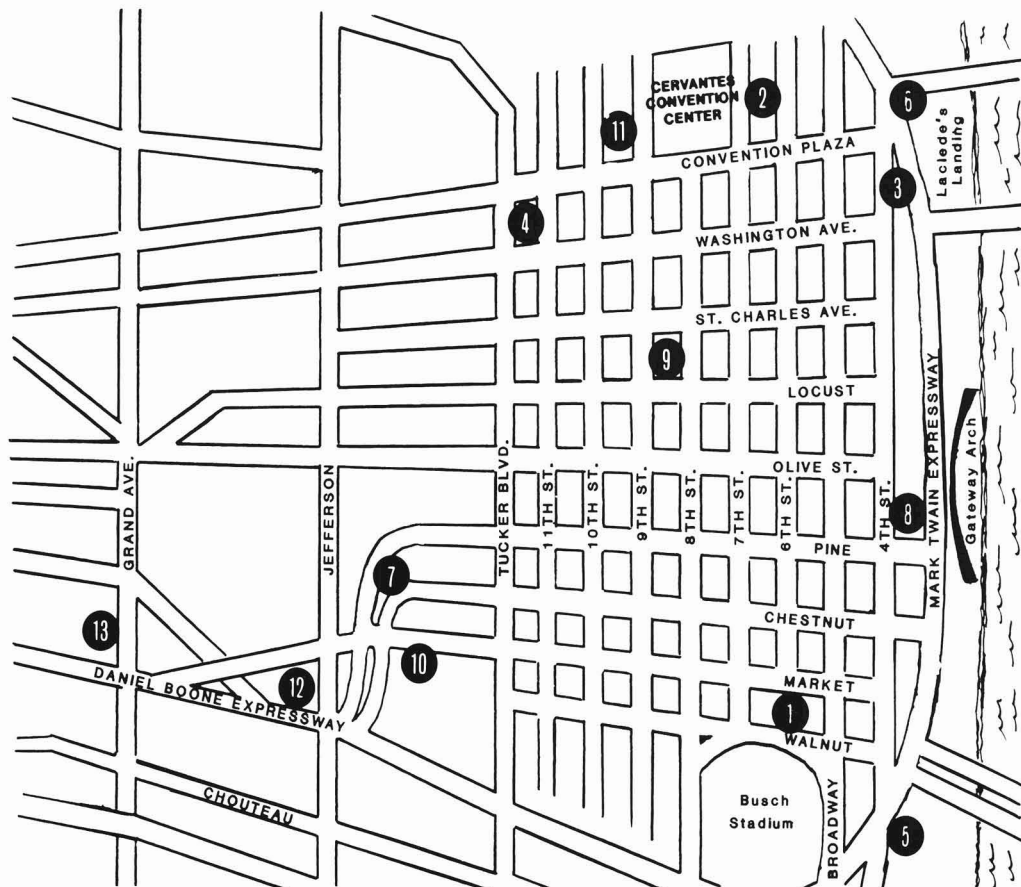 CERVANTES
CONVENTION
CENTER
2
6
11
CONVENTION PLAZA
Laclede's
Landing
3
4
WASHINGTON AVE.
ST. CHARLES AVE.
9
LOCUST
MARK TWAIN EXPRESSWAY
Gateway Arch
OLIVE ST.
GRAND AVE.
JEFFERSON
TUCKER BLVD.
11TH ST.
10TH ST.
9TH ST.
8TH ST.
7TH ST.
6TH ST.
4TH ST.
8
PINE
7
CHESTNUT
13
10
MARKET
DANIEL BOONE EXPRESSWAY
12
1
WALNUT
CHOUTEAU
Busch
Stadium
BROADWAY
5